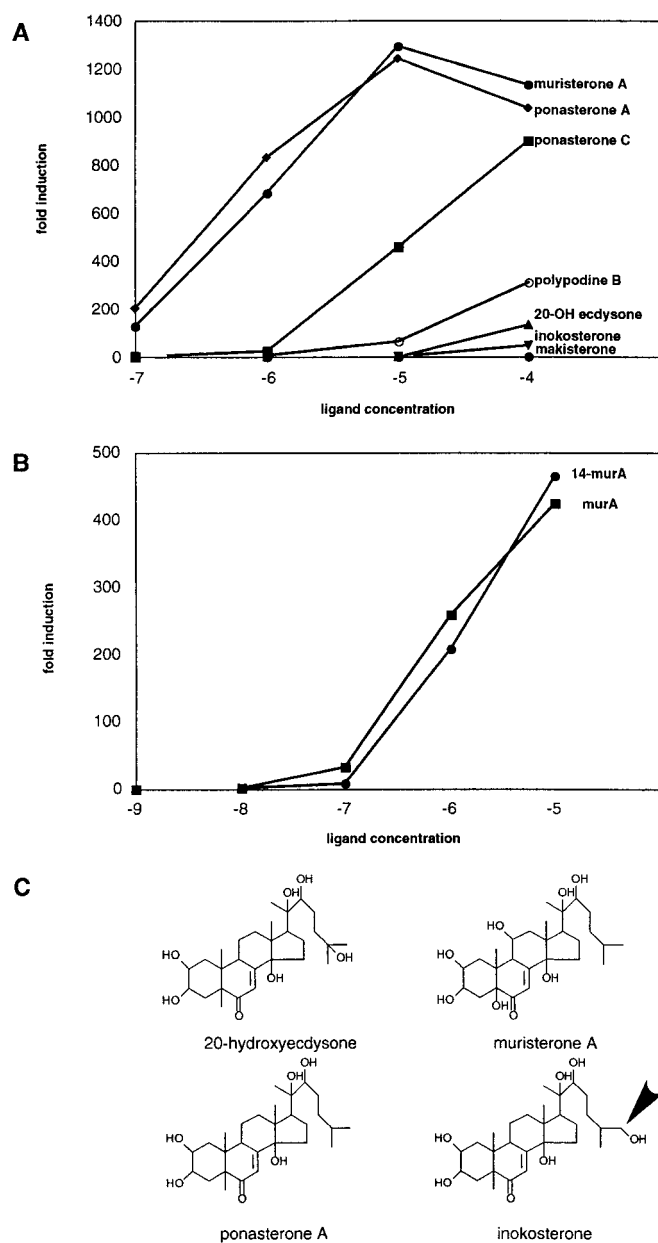 A
1400
1200
1000
800
600
400
200
0
fold induction
muristerone A
ponasterone A
ponasterone C
polypodine B
20-OH ecdysone
inokosterone
makisterone
-7 -6 -5 -4
ligand concentration
B
500
400
300
200
100
0
fold induction
14-murA
murA
-9 -8 -7 -6 -5
ligand concentration
C
OH
OH
HO
HO
OH
OH
O
20-hydroxyecdysone
OH
OH
HO
HO
HO
OH
OH
O
muristerone A
OH
OH
HO
HO
OH
O
ponasterone A
OH
OH
HO
HO
OH
OH
O
inokosterone